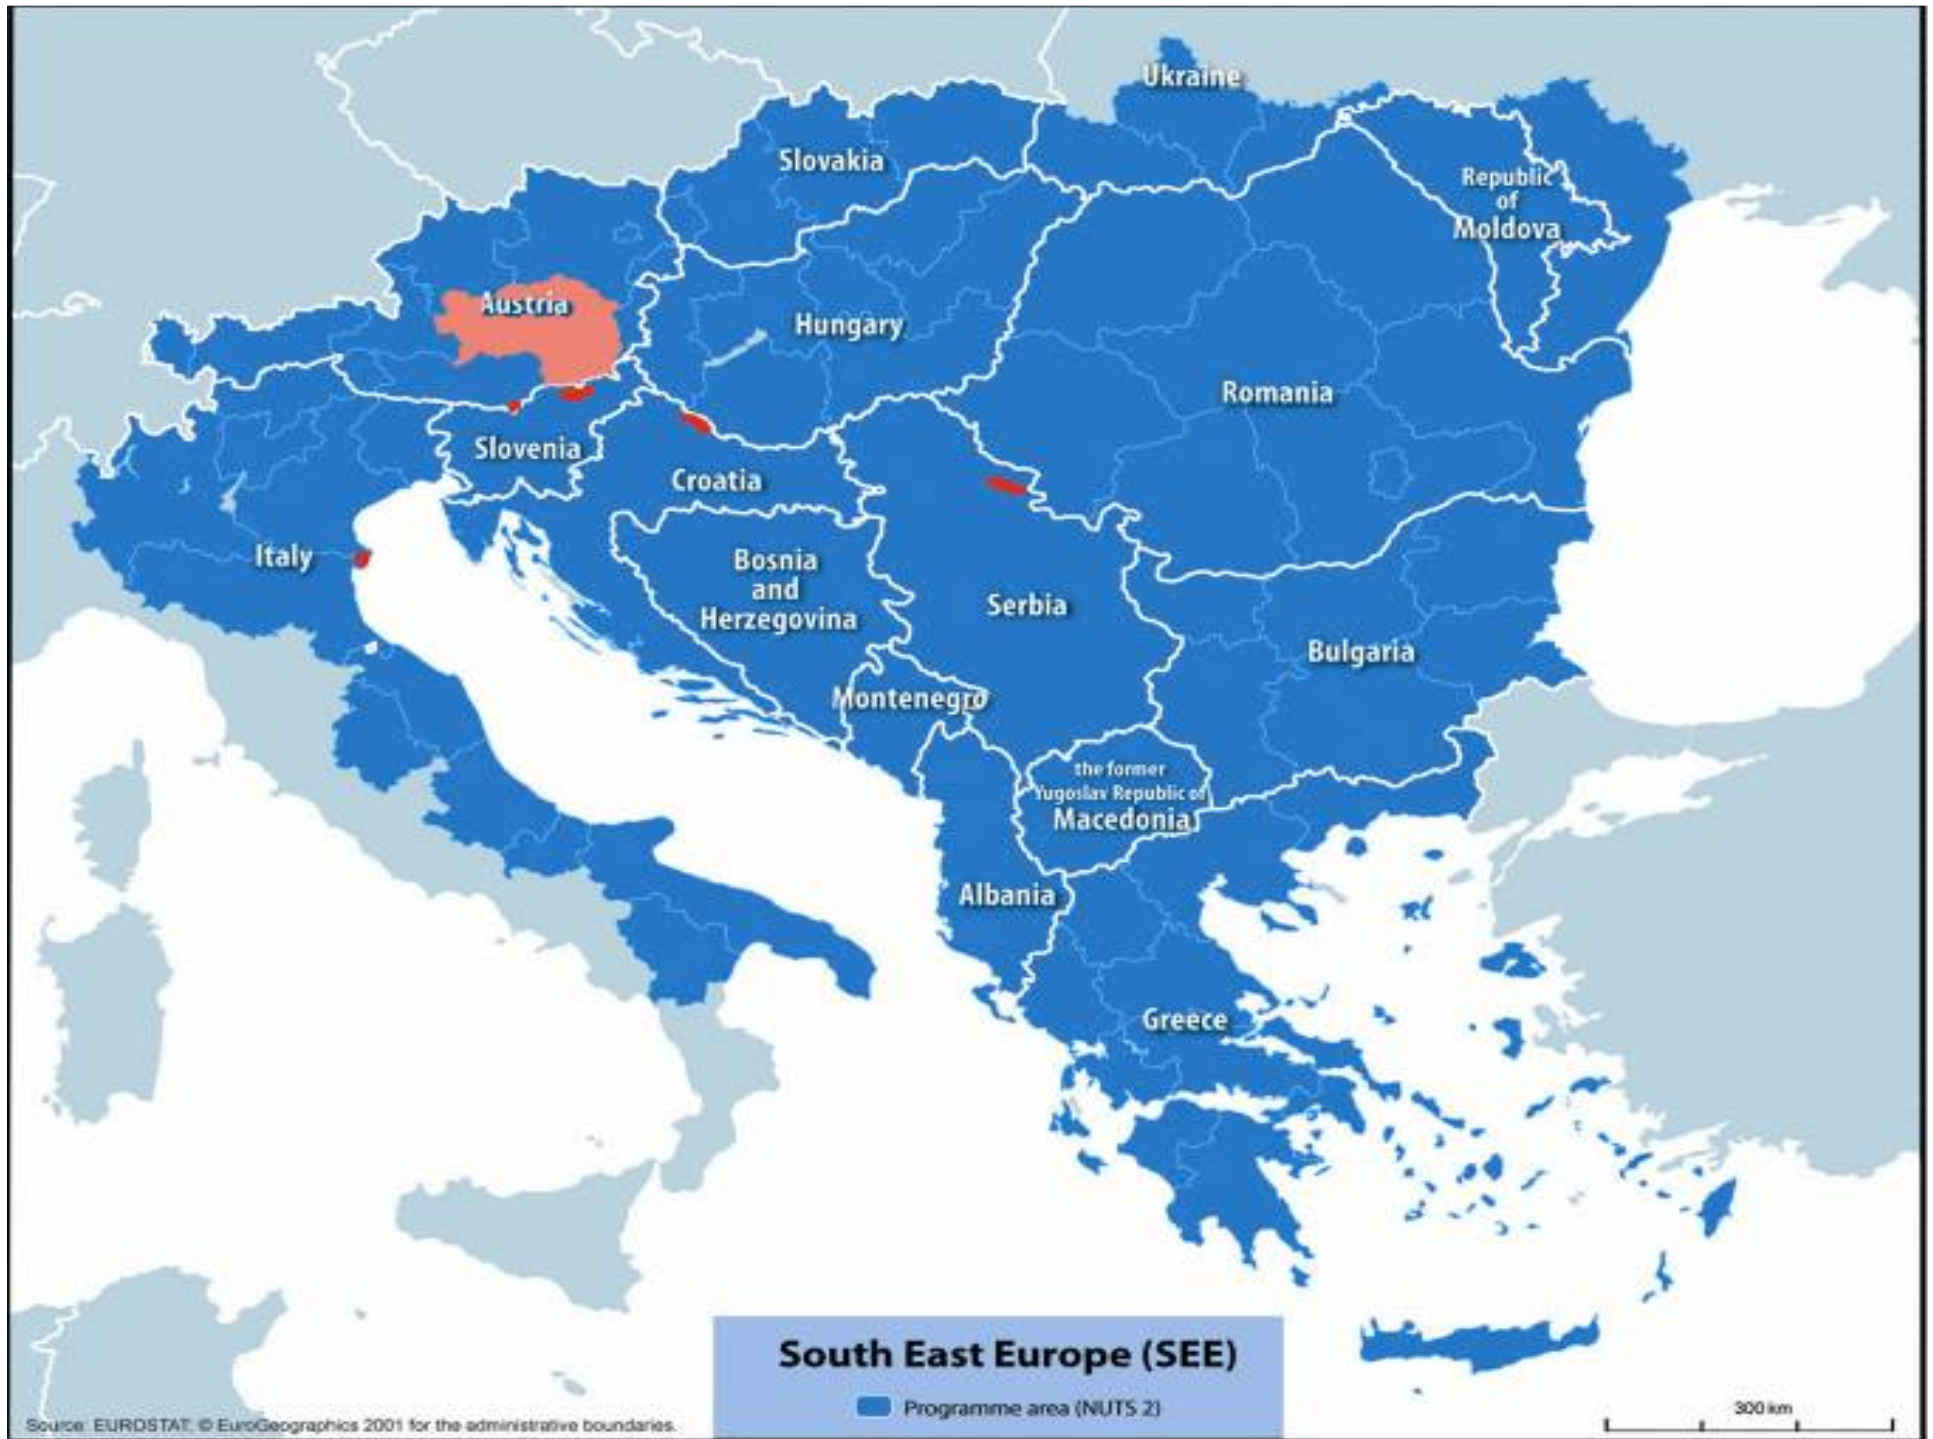 Ukraine
Slovakia
Republic
of
Moldova
Austria
Hungary
Romania
Slovenia
Croatia
Italy
Bosnia
and
Herzegovina
Serbia
Bulgaria
Montenegro
the former
Yugoslav Republic of
Macedonia
Albania
Greece
South East Europe (SEE)
Programme area (NUTS 2)
300 km
Source: EUROSTAT, © EuroGeographics 2001 for the administrative boundaries.